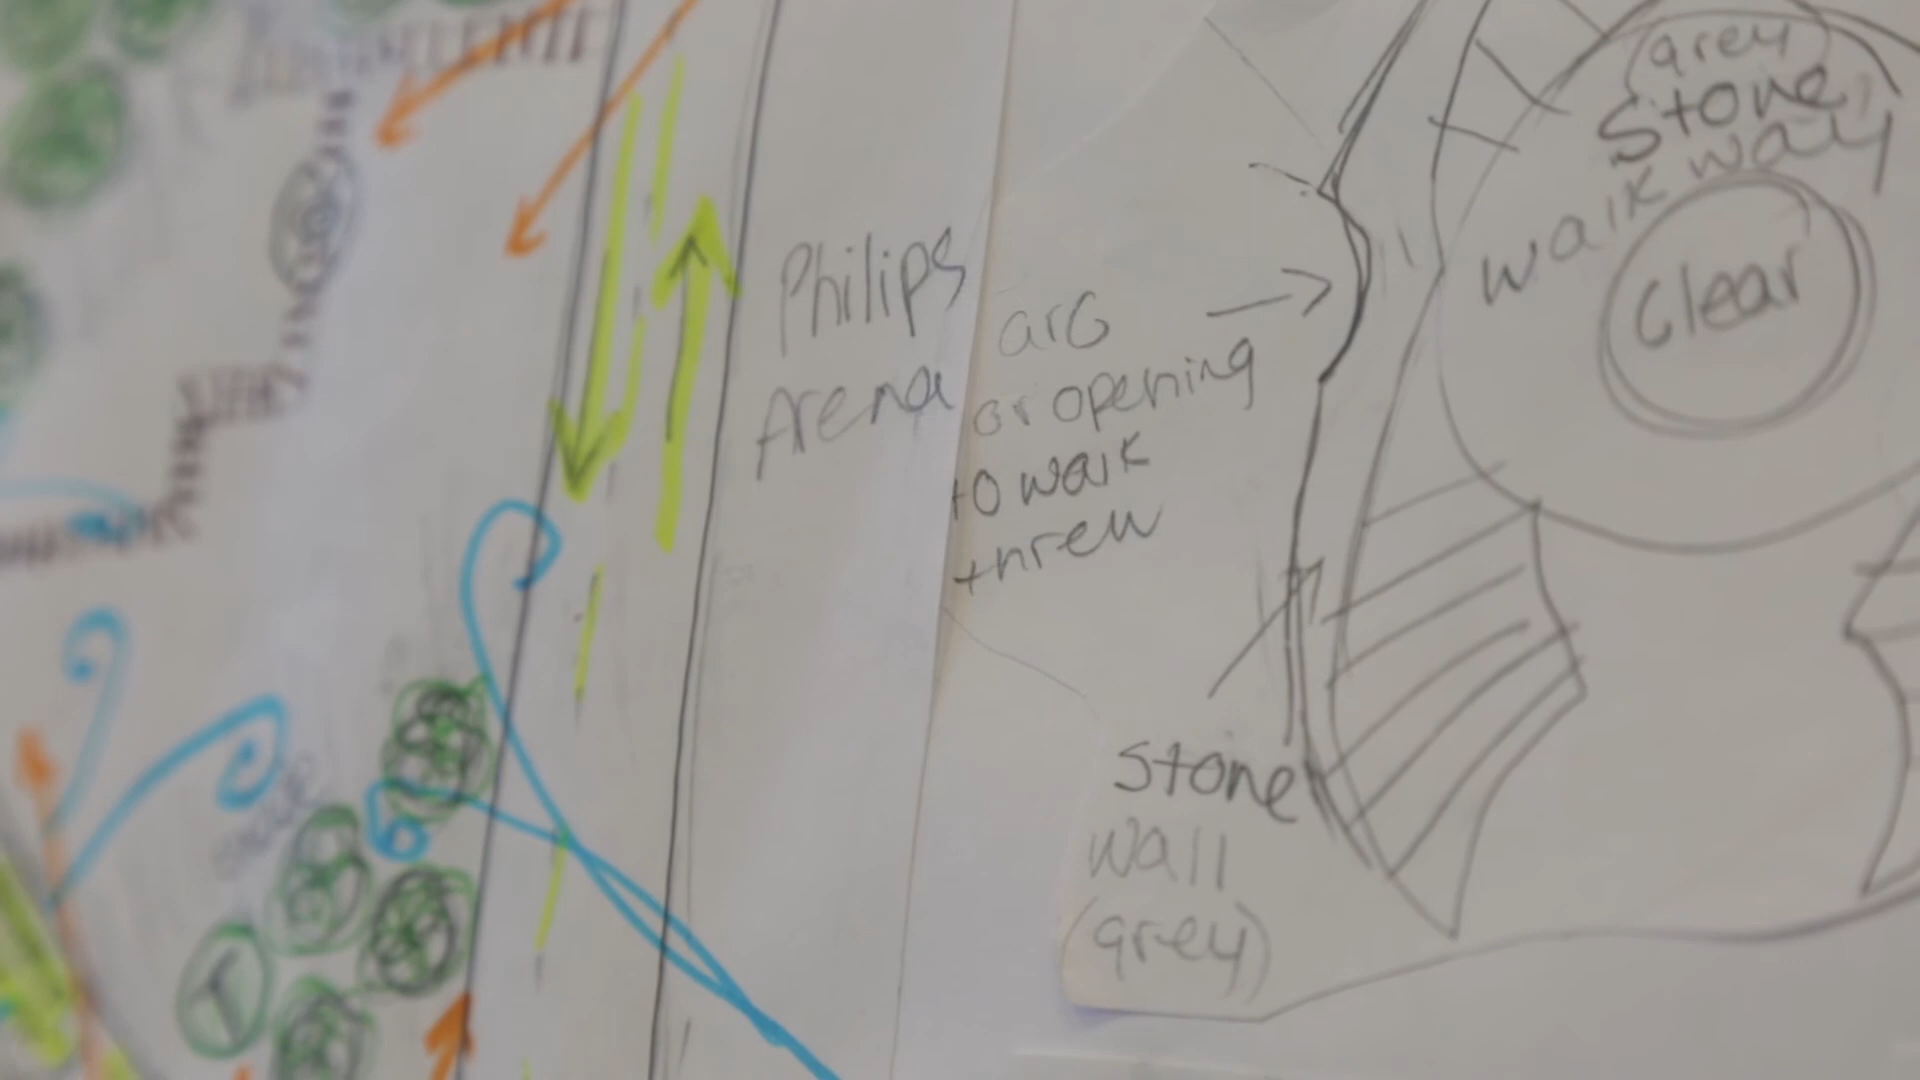 Philips
Arena
arc
or opening
to walk
threw
Stone
Wall
(grey)
(grey
Stone)
walkway
Clear
T